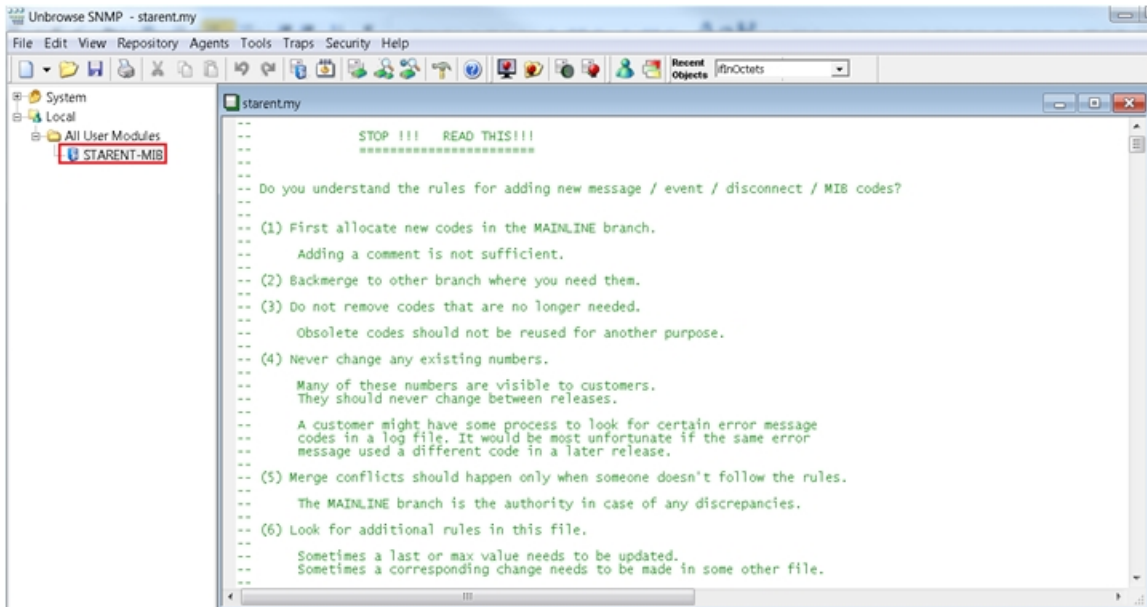 Unbrowse SNMP - starent.my
File Edit View Repository Agents Tools Traps Security Help
Recent Objects ifInOctets
System
Local
All User Modules
STARENT-MIB
starent.my
--
-- STOP !!! READ THIS!!!
-- =======================
--
--
-- Do you understand the rules for adding new message / event / disconnect / MIB codes?
--
--
-- (1) First allocate new codes in the MAINLINE branch.
--
-- Adding a comment is not sufficient.
--
-- (2) Backmerge to other branch where you need them.
--
-- (3) Do not remove codes that are no longer needed.
--
-- Obsolete codes should not be reused for another purpose.
--
-- (4) Never change any existing numbers.
--
-- Many of these numbers are visible to customers.
-- They should never change between releases.
--
-- A customer might have some process to look for certain error message
-- codes in a log file. It would be most unfortunate if the same error
-- message used a different code in a later release.
--
-- (5) Merge conflicts should happen only when someone doesn't follow the rules.
--
-- The MAINLINE branch is the authority in case of any discrepancies.
--
-- (6) Look for additional rules in this file.
--
-- Sometimes a last or max value needs to be updated.
-- Sometimes a corresponding change needs to be made in some other file.
--